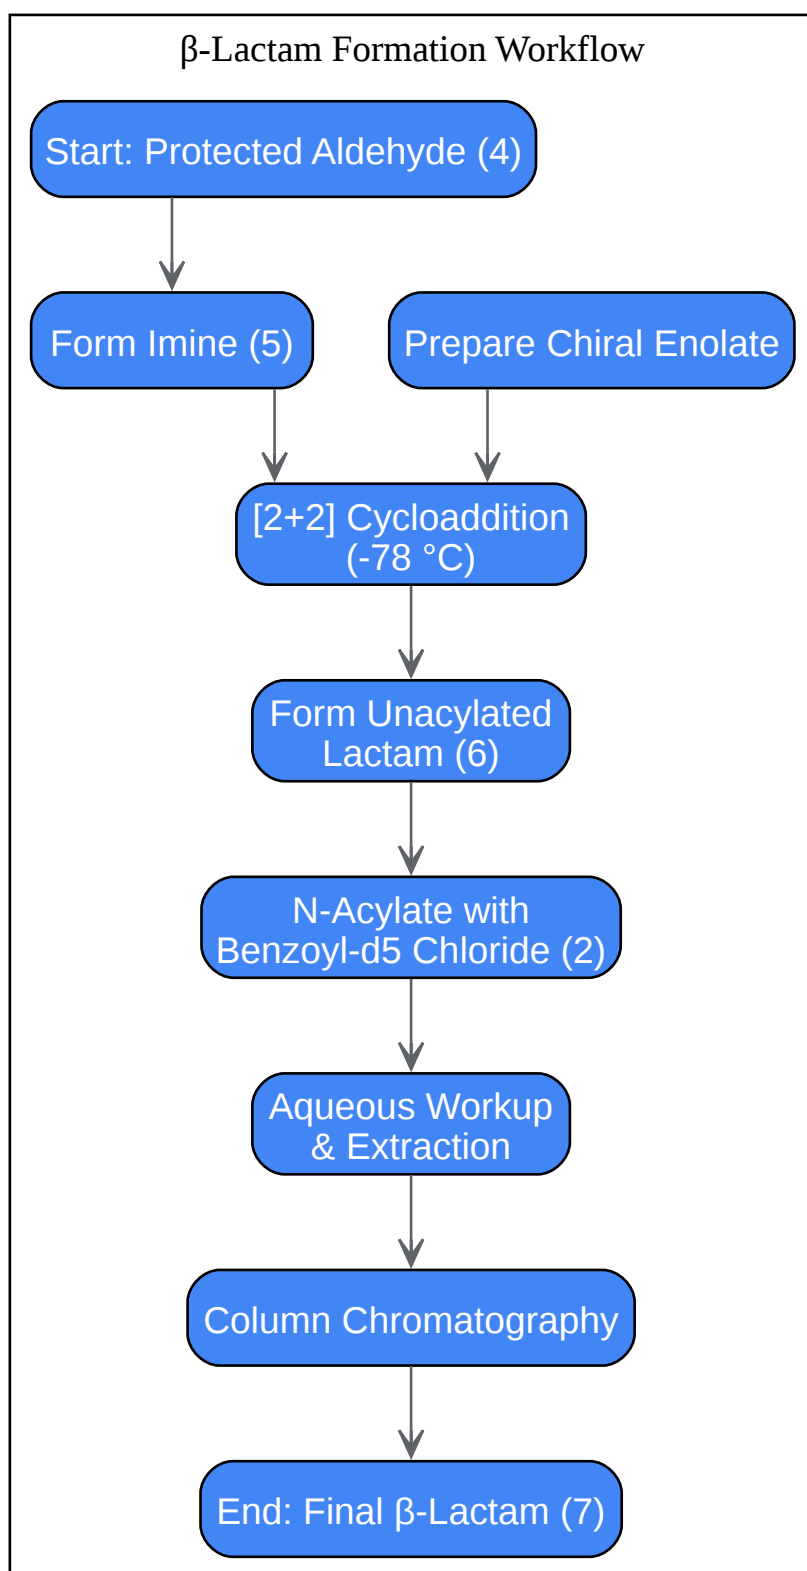 β-Lactam Formation Workflow
Start: Protected Aldehyde (4)
Form Imine (5)
Prepare Chiral Enolate
[2+2] Cycloaddition
(-78 °C)
Form Unacylated
Lactam (6)
N-Acylate with
Benzoyl-d5 Chloride (2)
Aqueous Workup
& Extraction
Column Chromatography
End: Final β-Lactam (7)